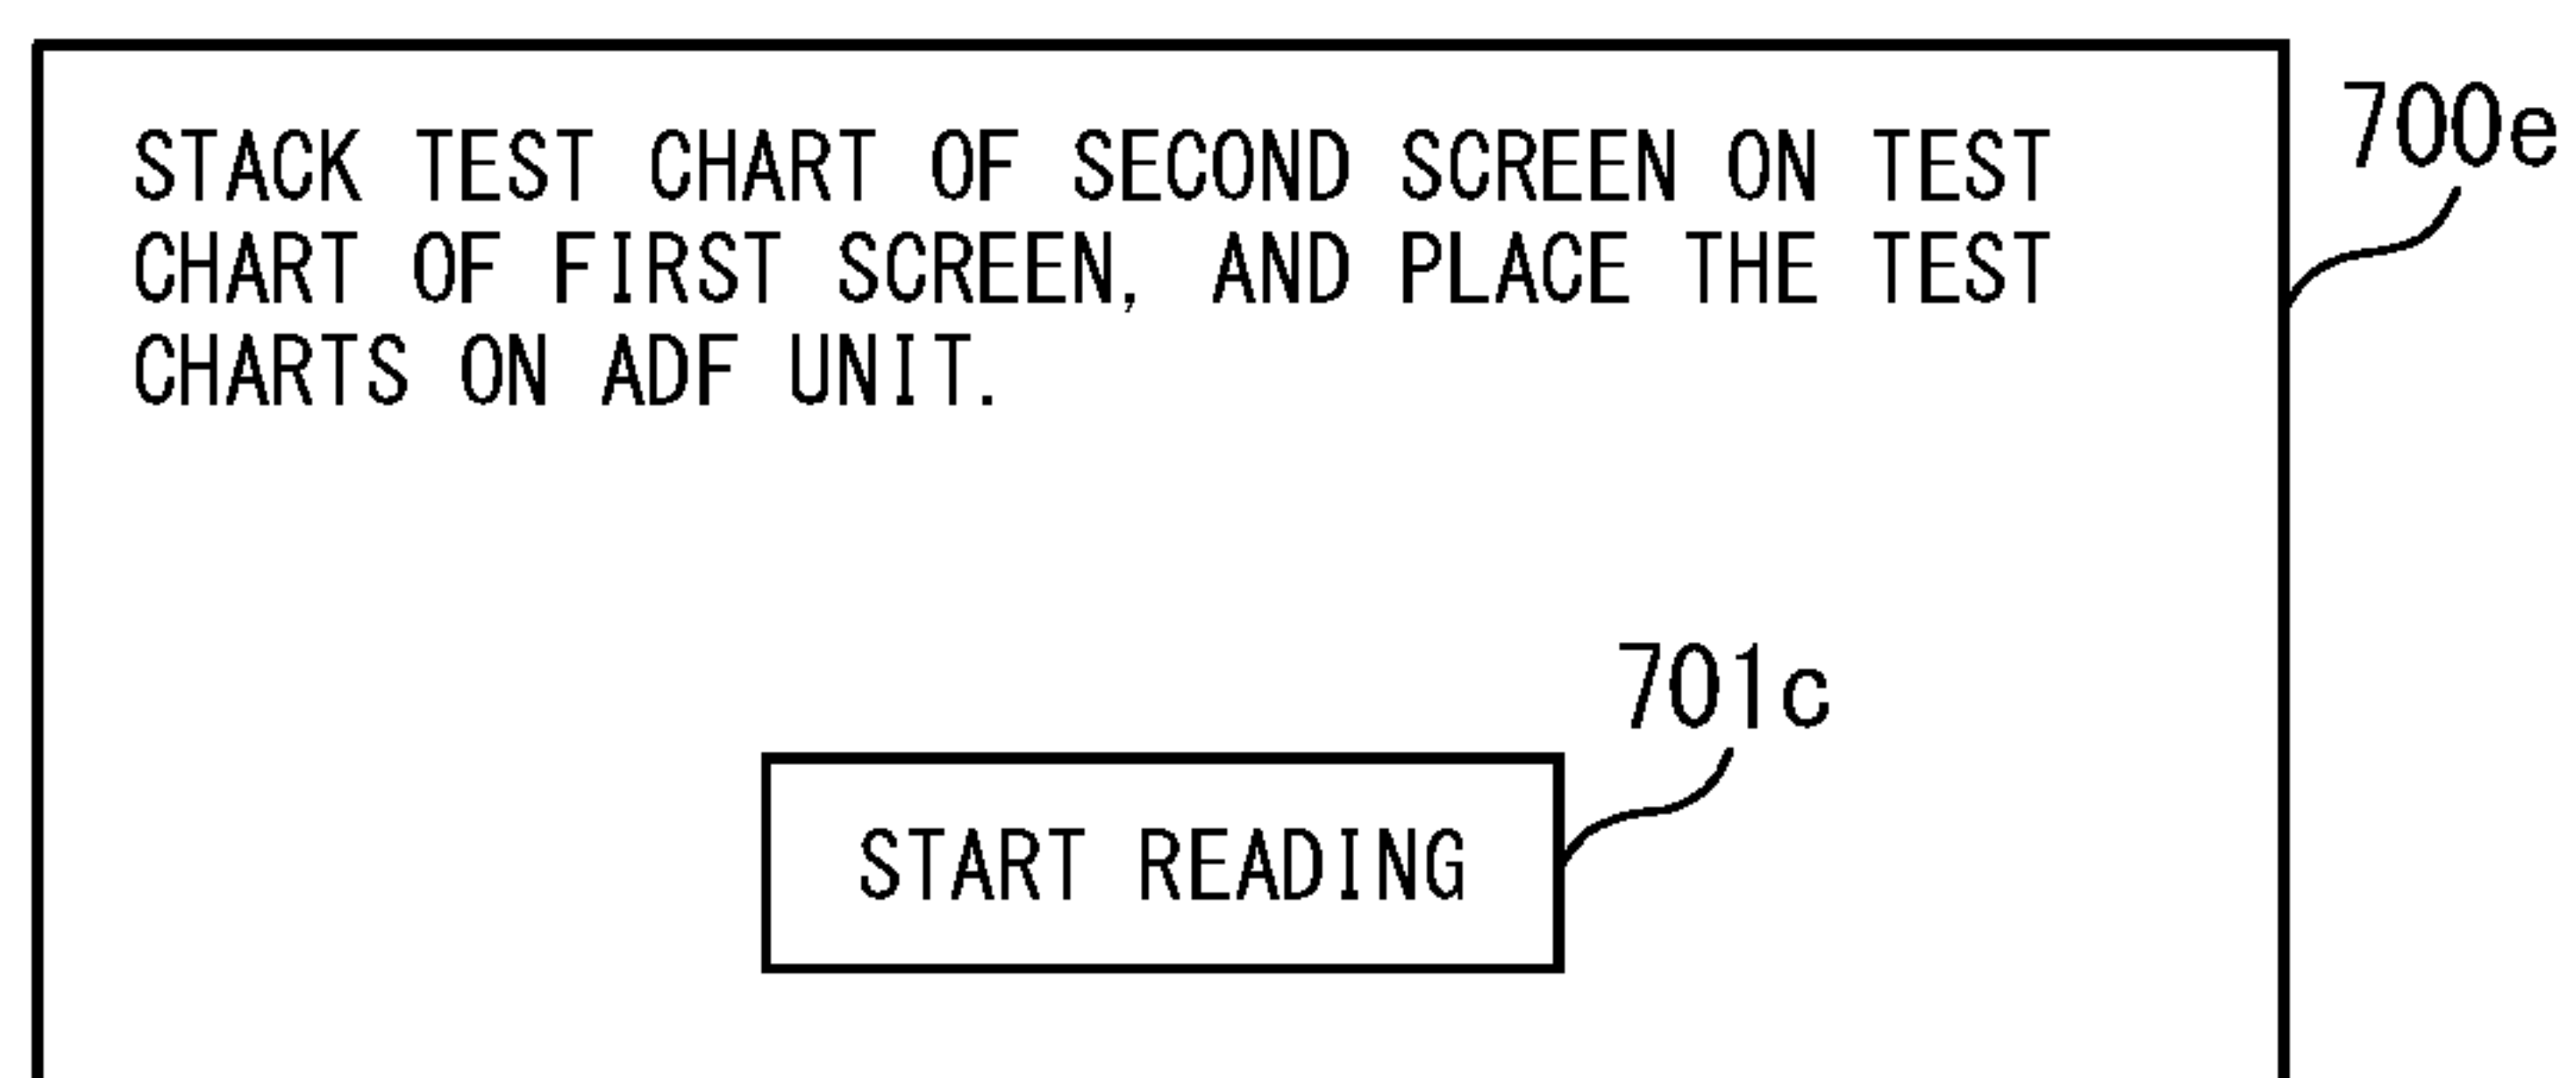 STACK TEST CHART OF SECOND SCREEN ON TEST
CHART OF FIRST SCREEN, AND PLACE THE TEST
CHARTS ON ADF UNIT.
700e
701c
START READING